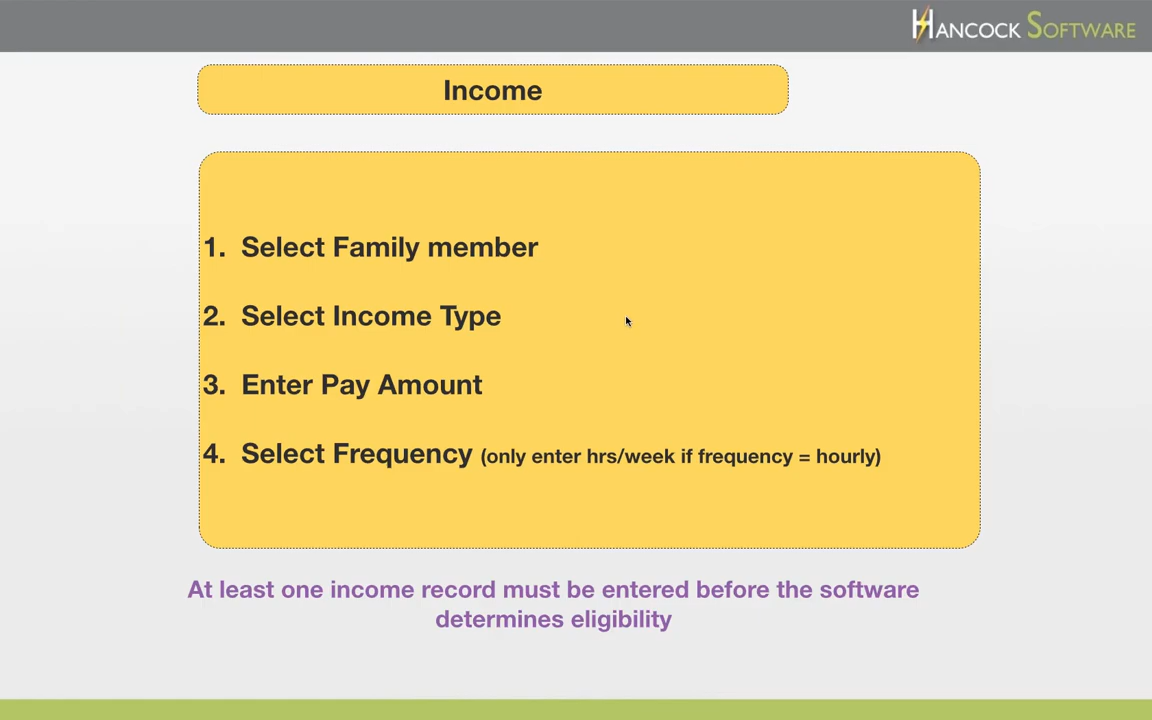 HANCOCK SOFTWARE
Income
1. Select Family member
2. Select Income Type
3. Enter Pay Amount
4. Select Frequency (only enter hrs/week if frequency = hourly)
At least one income record must be entered before the software
determines eligibility